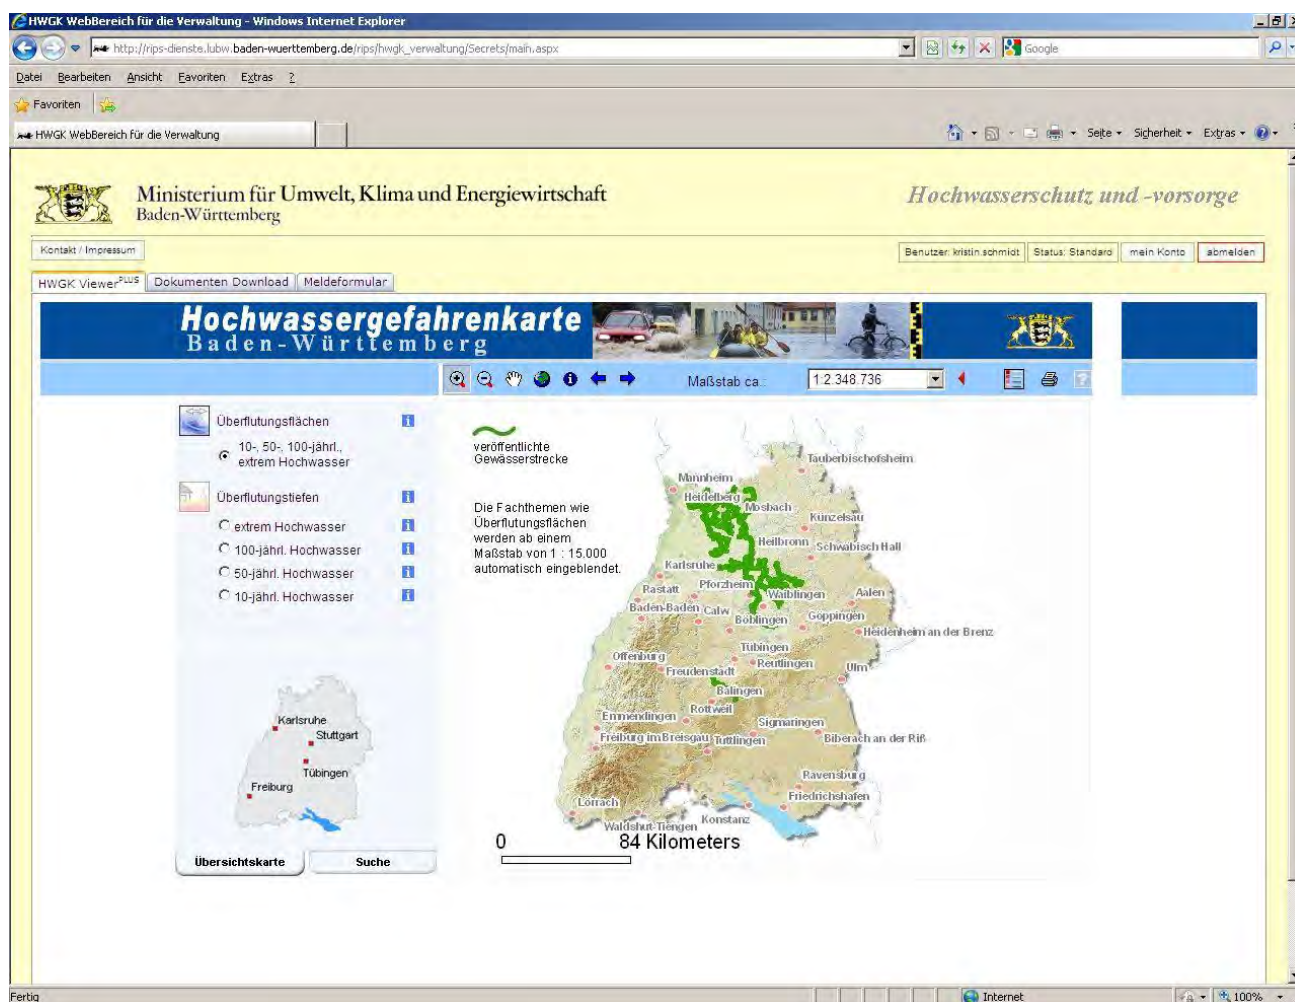 HWGK WebBereich für die Verwaltung - Windows Internet Explorer
http://rips-dienste.lubw.baden-wuerttemberg.de/rips/hwgk_verwaltung/Secrets/main.aspx
Google
Datei Bearbeiten Ansicht Favoriten Extras ?
Favoriten
HWGK WebBereich für die Verwaltung
Seite Sicherheit Extras
Ministerium für Umwelt, Klima und Energiewirtschaft
Baden-Württemberg
Hochwasserschutz und -vorsorge
Kontakt / Impressum
Benutzer: kristin.schmidt Status: Standard mein Konto abmelden
HWGK Viewer PLUS Dokumenten Download Meldeformular
Hochwassergefahrenkarte
Baden-Württemberg
Maßstab ca.: 1:2.348.736
Überflutungsflächen
10-, 50-, 100-jährl.,
extrem Hochwasser
Überflutungstiefen
extrem Hochwasser
100-jährl. Hochwasser
50-jährl. Hochwasser
10-jährl. Hochwasser
Karlsruhe
Stuttgart
Tübingen
Freiburg
Übersichtskarte Suche
veröffentlichte
Gewässerstrecke
Die Fachthemen wie
Überflutungsflächen
werden ab einem
Maßstab von 1 : 15.000
automatisch eingeblendet.
Tauberbischofsheim
Mannheim
Heidelberg
Mosbach
Künzelsau
Heilbronn
Schwäbisch Hall
Karlsruhe
Pforzheim
Rastatt
Waiblingen
Aalen
Baden-Baden
Calw
Böblingen
Göppingen
Heidenheim an der Brenz
Tübingen
Offenburg
Reutlingen
Freudenstadt
Ulm
Balingen
Rottweil
Emmendingen
Sigmaringen
Freiburg im Breisgau
Tuttlingen
Biberach an der Riß
Ravensburg
Friedrichshafen
Lörrach
Konstanz
Waldshut-Tiengen
0 84 Kilometers
Fertig
Internet
100%